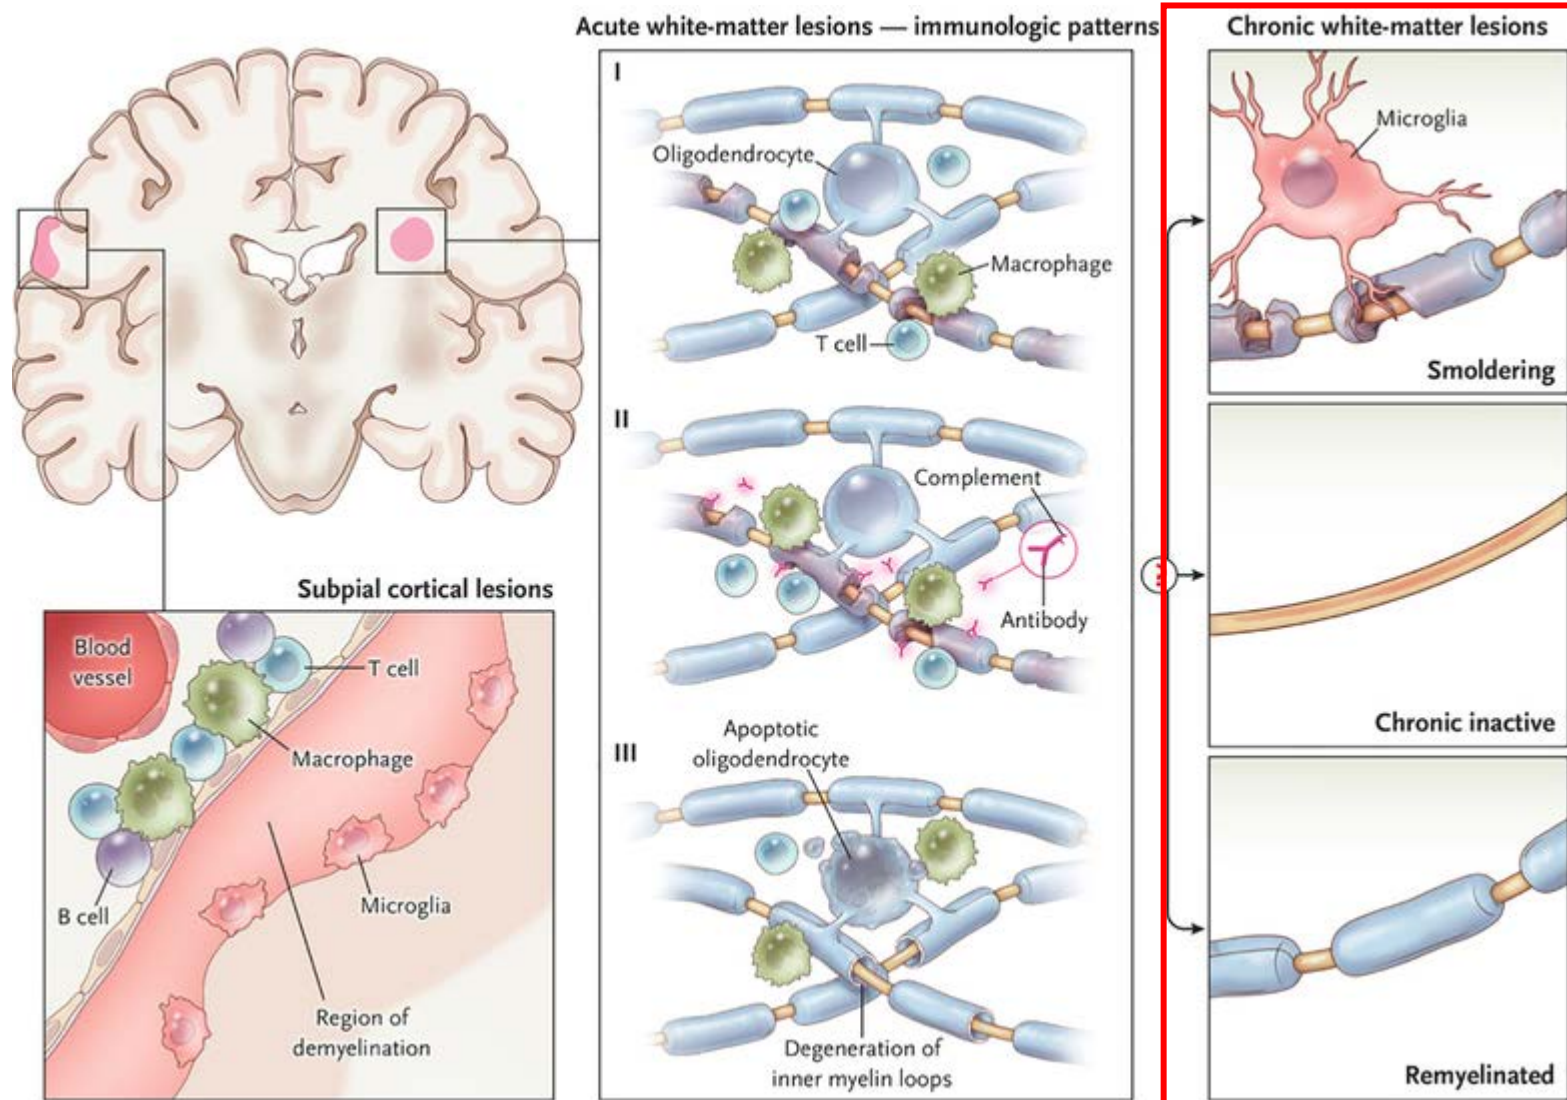 Acute white-matter lesions — immunologic patterns
Chronic white-matter lesions
I
Oligodendrocyte
Macrophage
T cell
II
Complement
Antibody
III
Apoptotic
oligodendrocyte
Degeneration of
inner myelin loops
Subpial cortical lesions
Blood
vessel
T cell
Macrophage
B cell
Microglia
Region of
demyelination
Microglia
Smoldering
Chronic inactive
Remyelinated